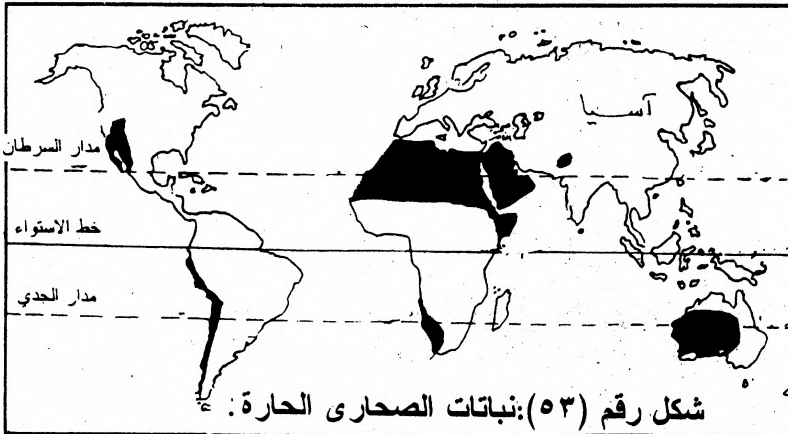 آسيا
مدار السرطان
خط الاستواء
مدار الجدي
شكل رقم (٥٣):نباتات الصحارى الحارة: